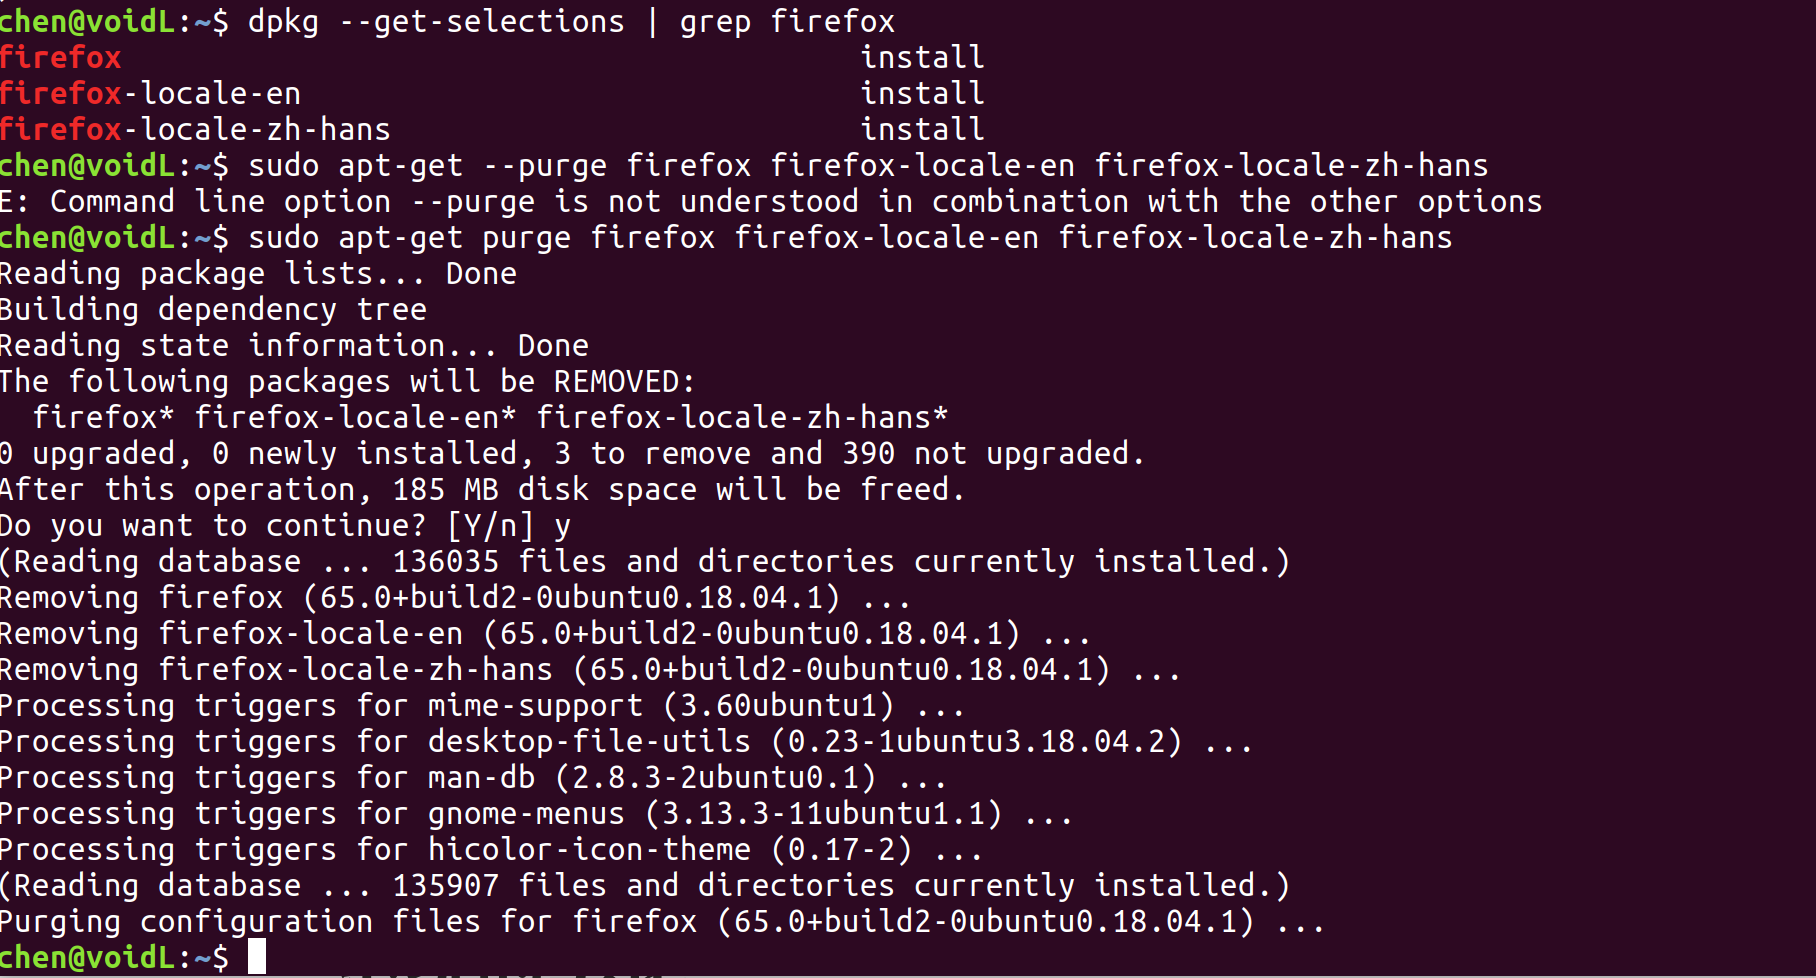 chen@voidL:~$ dpkg --get-selections | grep firefox
firefox install
firefox-locale-en install
firefox-locale-zh-hans install
chen@voidL:~$ sudo apt-get --purge firefox firefox-locale-en firefox-locale-zh-hans
E: Command line option --purge is not understood in combination with the other options
chen@voidL:~$ sudo apt-get purge firefox firefox-locale-en firefox-locale-zh-hans
Reading package lists... Done
Building dependency tree
Reading state information... Done
The following packages will be REMOVED:
  firefox* firefox-locale-en* firefox-locale-zh-hans*
0 upgraded, 0 newly installed, 3 to remove and 390 not upgraded.
After this operation, 185 MB disk space will be freed.
Do you want to continue? [Y/n] y
(Reading database ... 136035 files and directories currently installed.)
Removing firefox (65.0+build2-0ubuntu0.18.04.1) ...
Removing firefox-locale-en (65.0+build2-0ubuntu0.18.04.1) ...
Removing firefox-locale-zh-hans (65.0+build2-0ubuntu0.18.04.1) ...
Processing triggers for mime-support (3.60ubuntu1) ...
Processing triggers for desktop-file-utils (0.23-1ubuntu3.18.04.2) ...
Processing triggers for man-db (2.8.3-2ubuntu0.1) ...
Processing triggers for gnome-menus (3.13.3-11ubuntu1.1) ...
Processing triggers for hicolor-icon-theme (0.17-2) ...
(Reading database ... 135907 files and directories currently installed.)
Purging configuration files for firefox (65.0+build2-0ubuntu0.18.04.1) ...
chen@voidL:~$